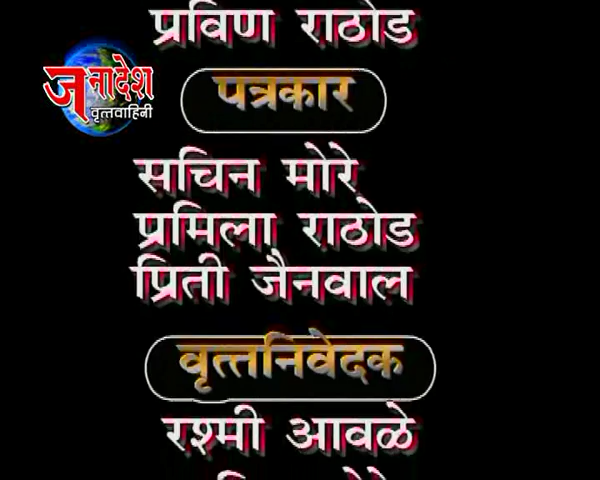 प्रविण राठोड
जनादेश
वृत्तवाहिनी
पत्रकार
सचिन मोरे
प्रमिला राठोड
प्रिती जैनवाल
वृत्तनिवेदक
रश्मी आवळे